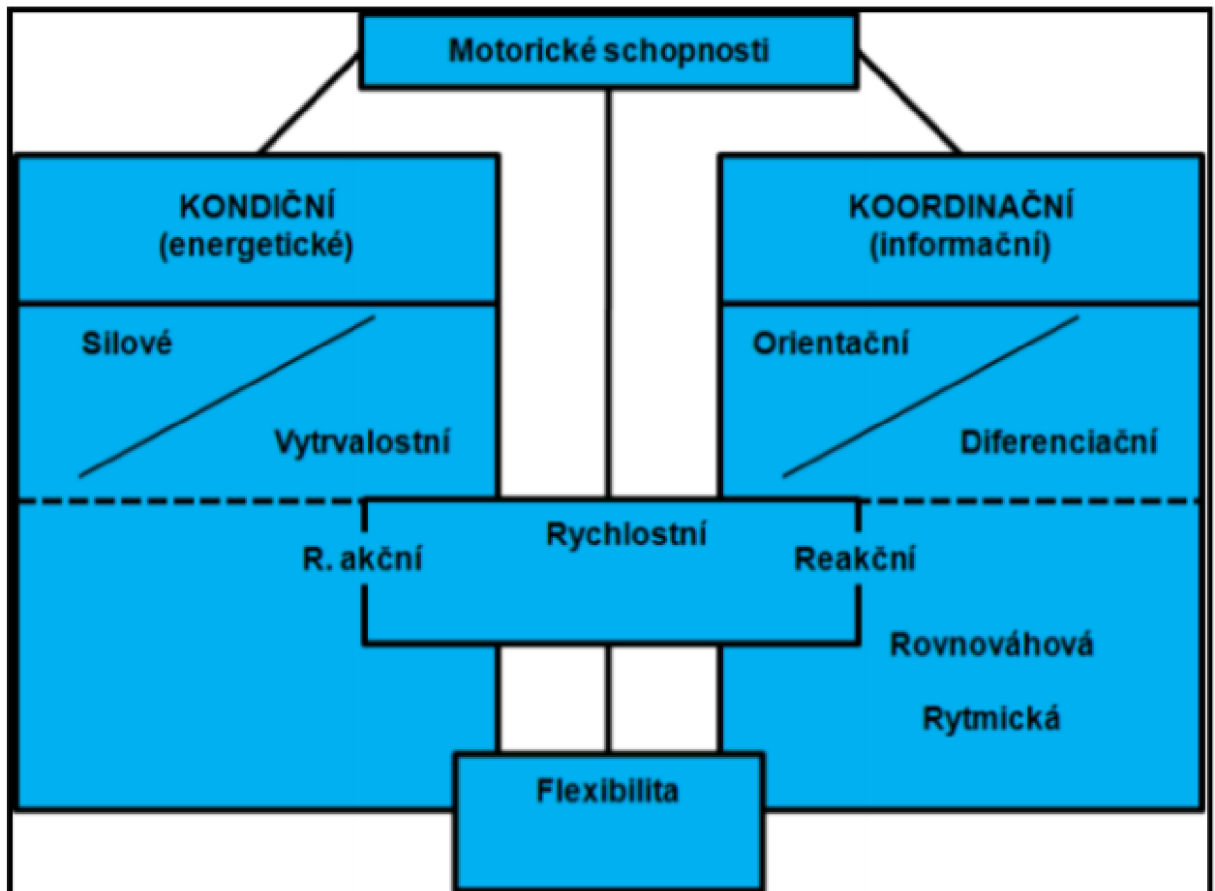 Motorické schopnosti
KONDIČNÍ
(energetické)
KOORDINAČNÍ
(informační)
Silové
Vytrvalostní
Orientační
Diferenciační
Rychlostní
R. akční
Reakční
Rovnováhová
Rytmická
Flexibilita